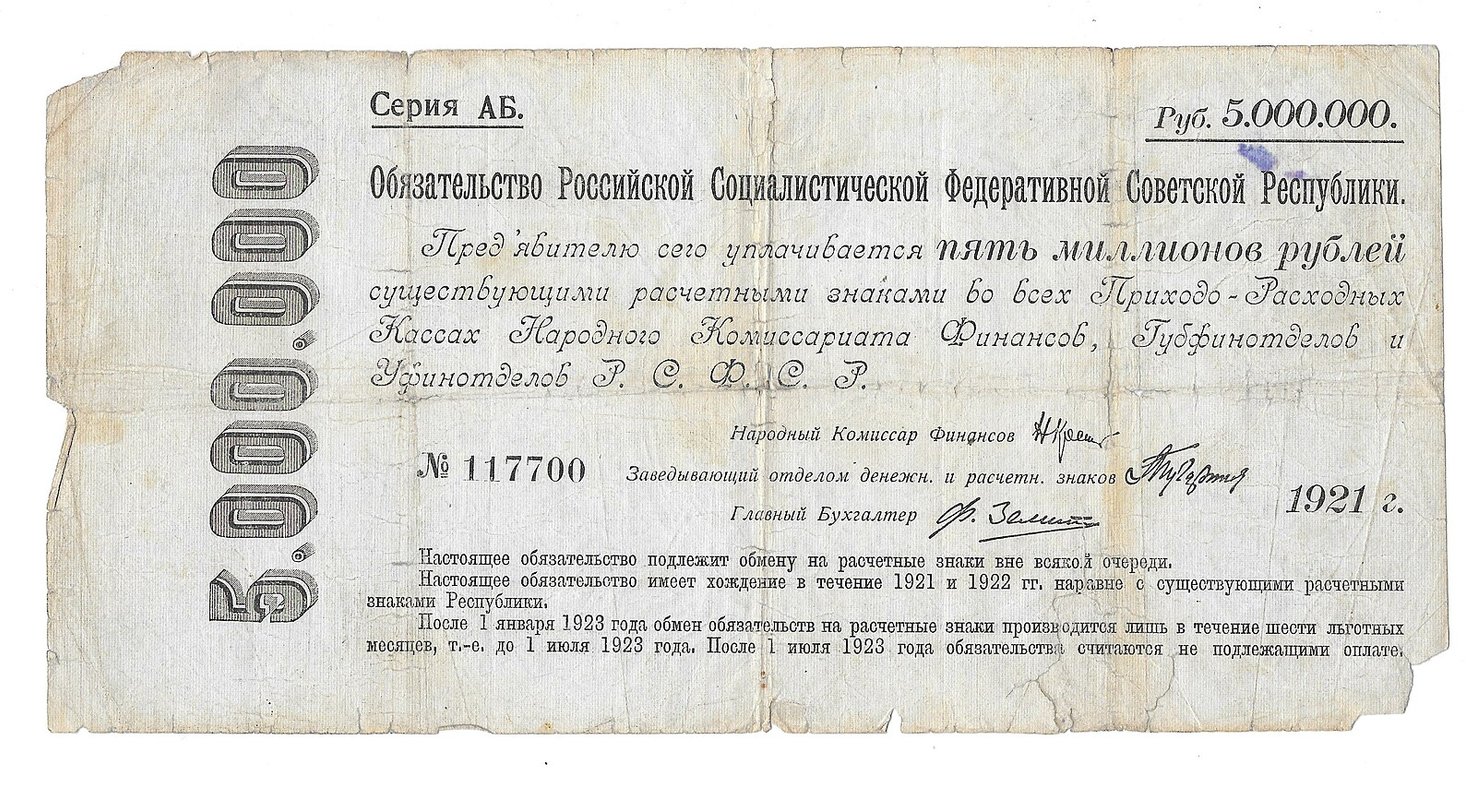 Серия АБ.
Руб. 5.000.000.
5.000.000
Обязательство Российской Социалистической Федеративной Советской Республики.
Пред'явителю сего уплачивается пять миллионов рублей
существующими расчетными знаками во всех Приходо-Расходных
Кассах Народного Комиссариата Финансов, Губфинотделов и
Уфинотделов Р. С. Ф. С. Р.
Народный Комиссар Финансов
№ 117700
Заведывающий отделом денежн. и расчетн. знаков
Главный Бухгалтер
1921 г.
Настоящее обязательство подлежит обмену на расчетные знаки вне всякой очереди.
Настоящее обязательство имеет хождение в течение 1921 и 1922 гг. наравне с существующими расчетными
знаками Республики.
После 1 января 1923 года обмен обязательств на расчетные знаки производится лишь в течение шести льготных
месяцев, т.-е. до 1 июля 1923 года. После 1 июля 1923 года обязательства считаются не подлежащими оплате.